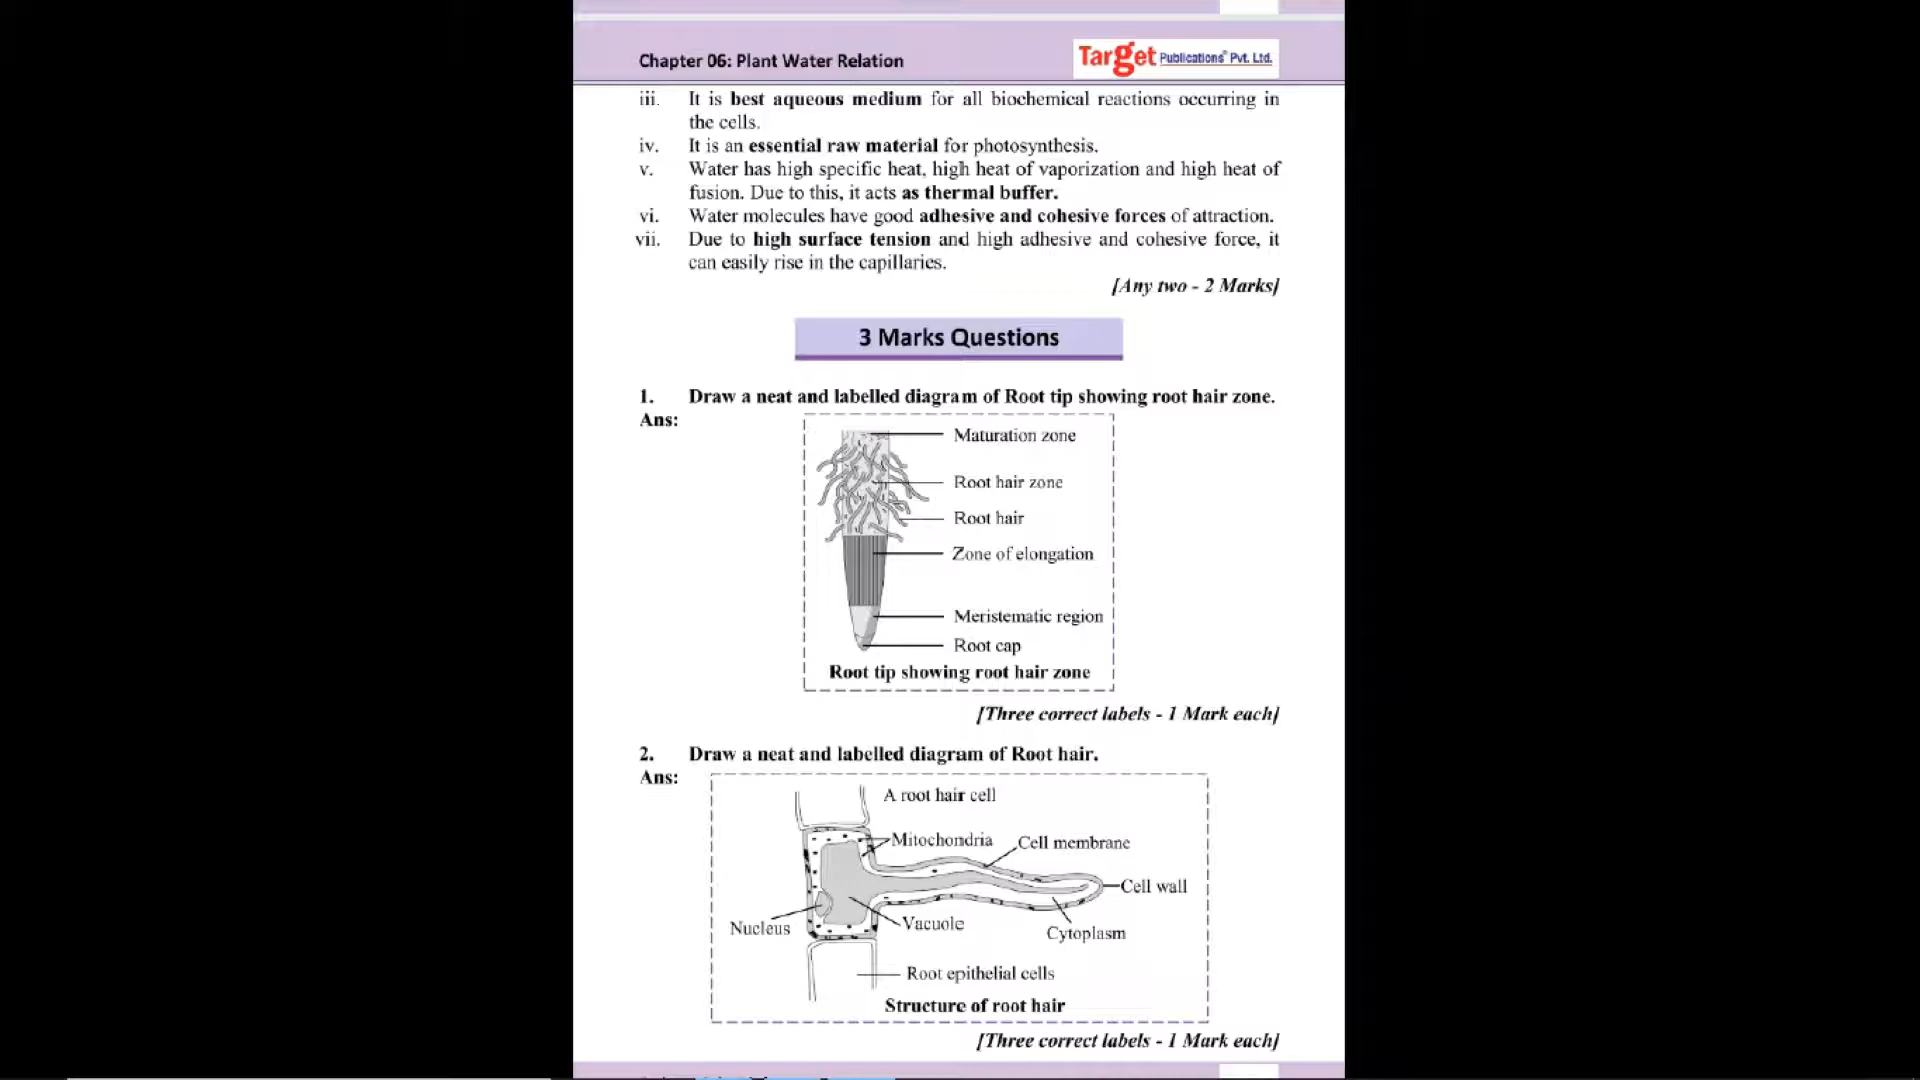 Chapter 06: Plant Water Relation
Target Publications® Pvt. Ltd.
iii. It is best aqueous medium for all biochemical reactions occurring in
the cells.
iv. It is an essential raw material for photosynthesis.
v. Water has high specific heat, high heat of vaporization and high heat of
fusion. Due to this, it acts as thermal buffer.
vi. Water molecules have good adhesive and cohesive forces of attraction.
vii. Due to high surface tension and high adhesive and cohesive force, it
can easily rise in the capillaries.
[Any two - 2 Marks]
3 Marks Questions
1. Draw a neat and labelled diagram of Root tip showing root hair zone.
Ans:
Maturation zone
Root hair zone
Root hair
Zone of elongation
Meristematic region
Root cap
Root tip showing root hair zone
[Three correct labels - 1 Mark each]
2. Draw a neat and labelled diagram of Root hair.
Ans:
A root hair cell
Mitochondria
Cell membrane
Cell wall
Nucleus
Vacuole
Cytoplasm
Root epithelial cells
Structure of root hair
[Three correct labels - 1 Mark each]